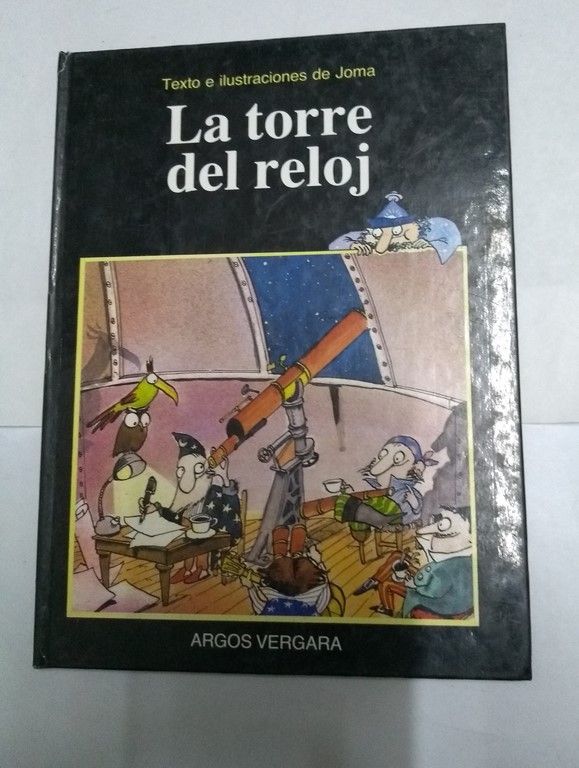 Texto e ilustraciones de Joma
La torre
del reloj
ARGOS VERGARA